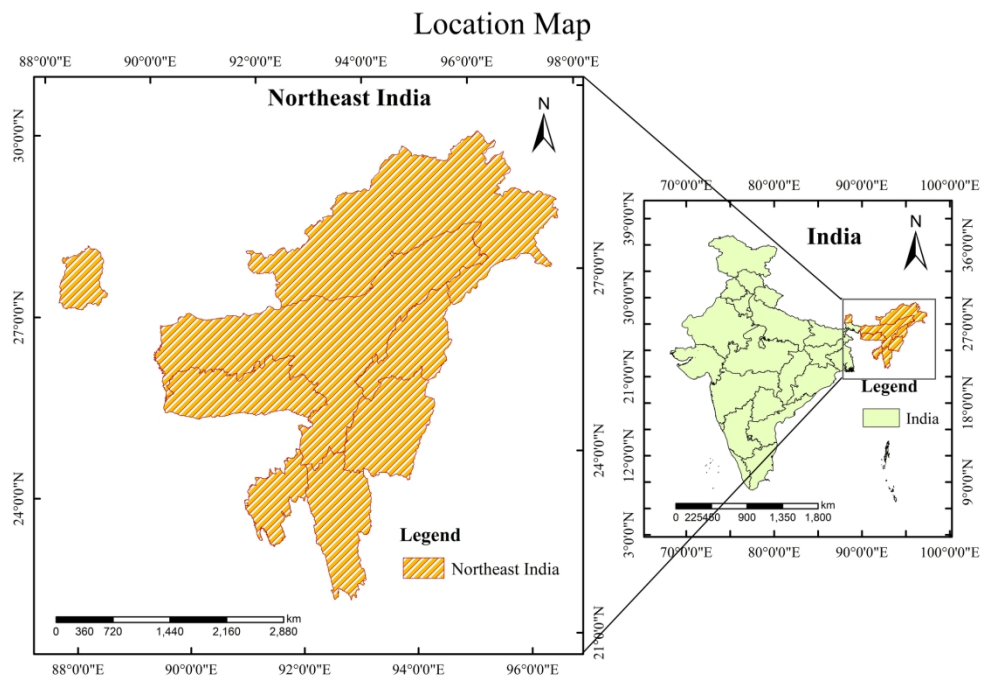 Location Map
88°0'0"E 90°0'0"E 92°0'0"E 94°0'0"E 96°0'0"E 98°0'0"E
Northeast India
N
30°0'0"N
27°0'0"N
24°0'0"N
27°0'0"N
24°0'0"N
21°0'0"N
Legend
Northeast India
km
0 360 720 1,440 2,160 2,880
88°0'0"E 90°0'0"E 92°0'0"E 94°0'0"E 96°0'0"E
70°0'0"E 80°0'0"E 90°0'0"E 100°0'0"E
India
N
39°0'0"N
30°0'0"N
21°0'0"N
12°0'0"N
3°0'0"N
36°0'0"N
27°0'0"N
18°0'0"N
9°0'0"N
Legend
India
km
0 225450 900 1,350 1,800
70°0'0"E 80°0'0"E 90°0'0"E 100°0'0"E